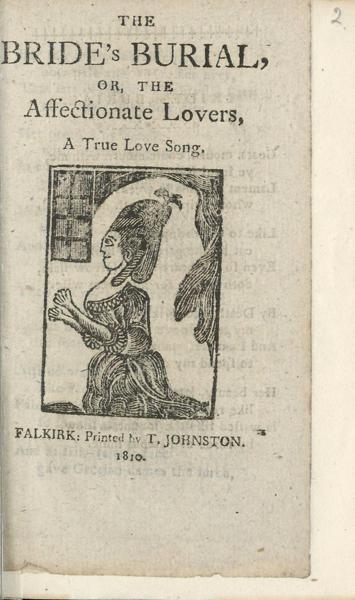 2
THE
BRIDE's BURIAL,
OR, THE
Affectionate Lovers,
A True Love Song.
FALKIRK: Printed by T. JOHNSTON.
1810.